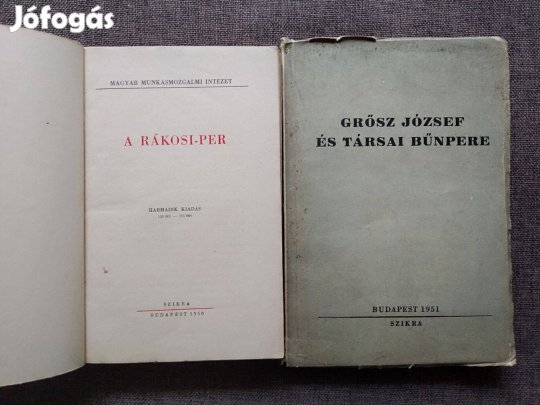 Jófogás
MAGYAR MUNKÁSMOZGALMI INTÉZET
A RÁKOSI-PER
HARMADIK KIADÁS
SZIKRA
BUDAPEST 1950
GRŐSZ JÓZSEF
ÉS TÁRSAI BŰNPERE
BUDAPEST 1951
SZIKRA